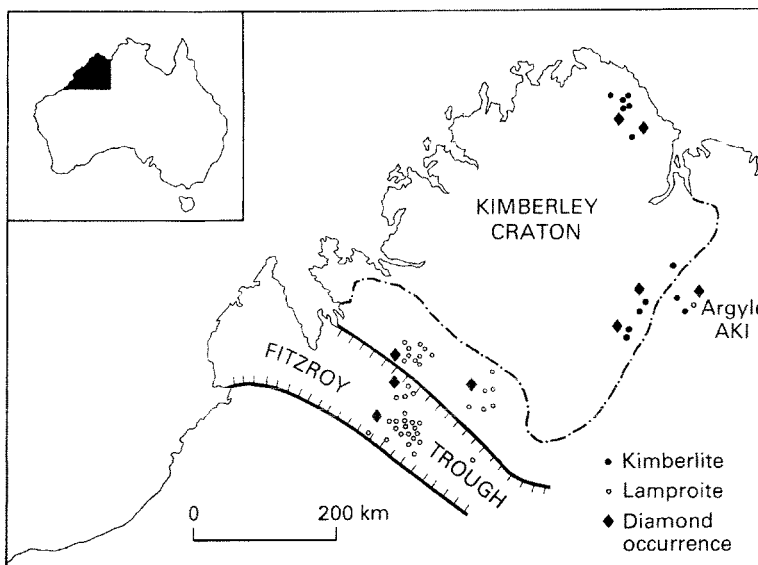 KIMBERLEY
CRATON
Argyle
AKI
FITZROY
TROUGH
Kimberlite
Lamproite
Diamond
occurrence
0 200 km